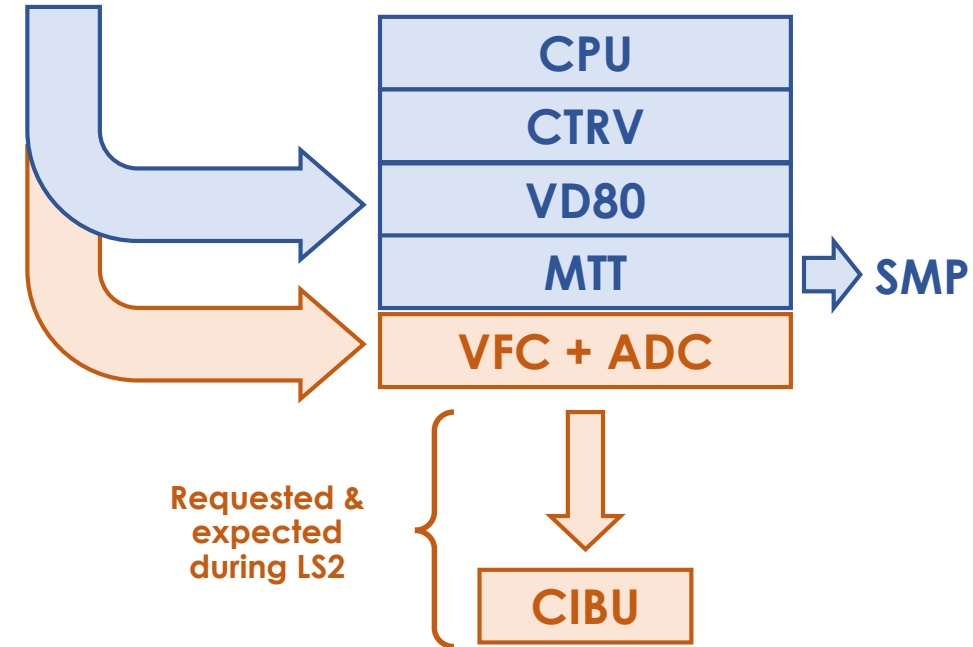 CPU
CTRV
VD80
MTT
SMP
VFC + ADC
Requested &
expected
during LS2
CIBU